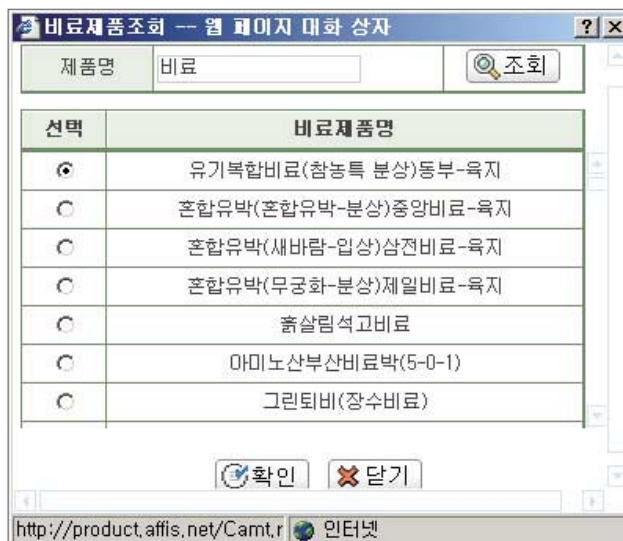 비료제품조회 -- 웹 페이지 대화 상자
제품명 비료 조회
선택 비료제품명
유기복합비료(참농특 분상)동부-육지
혼합유박(혼합유박-분상)중앙비료-육지
혼합유박(새바람-입상)삼전비료-육지
혼합유박(무궁화-분상)제일비료-육지
흙살림석고비료
아미노산부산비료박(5-0-1)
그린퇴비(장수비료)
확인 닫기
http://product.affis.net/Camt.r 인터넷